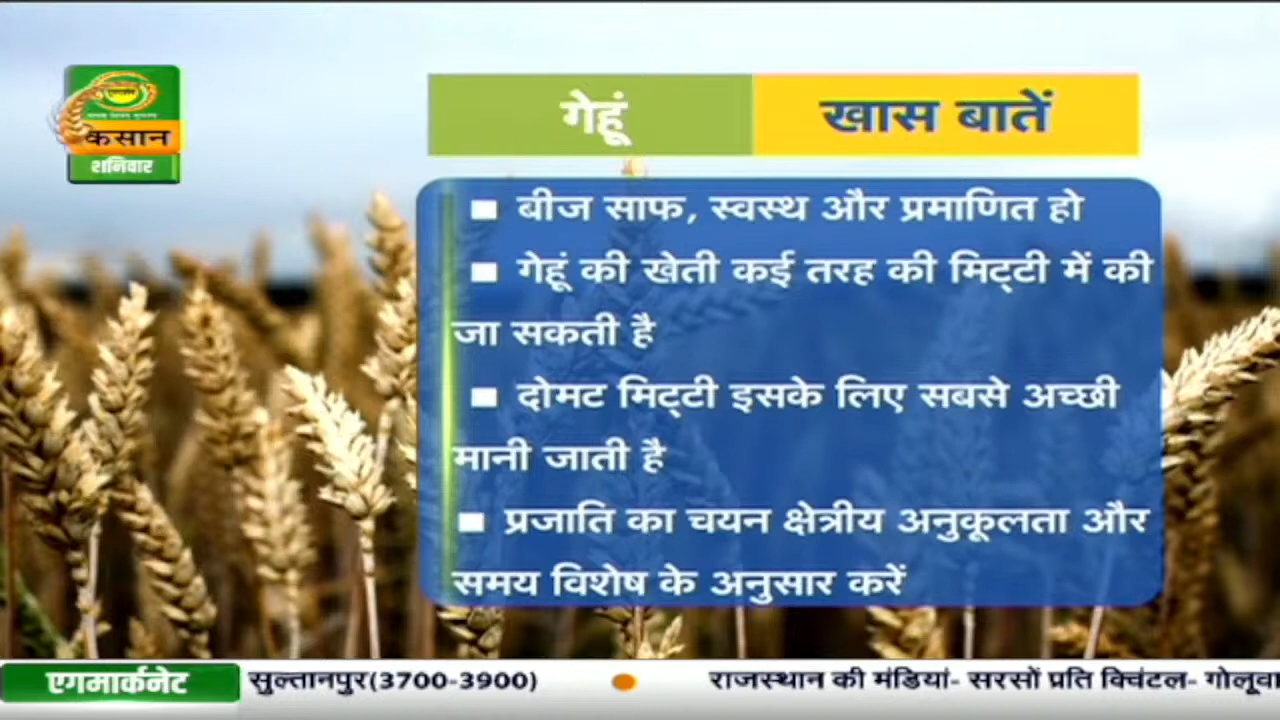 किसान
शनिवार
गेहूं
खास बातें
▪ बीज साफ, स्वस्थ और प्रमाणित हो
▪ गेहूं की खेती कई तरह की मिट्टी में की
जा सकती है
▪ दोमट मिट्टी इसके लिए सबसे अच्छी
मानी जाती है
▪ प्रजाति का चयन क्षेत्रीय अनुकूलता और
समय विशेष के अनुसार करें
एगमार्कनेट सुल्तानपुर(3700-3900) राजस्थान की मंडियां- सरसों प्रति क्विंटल- गोलूवा